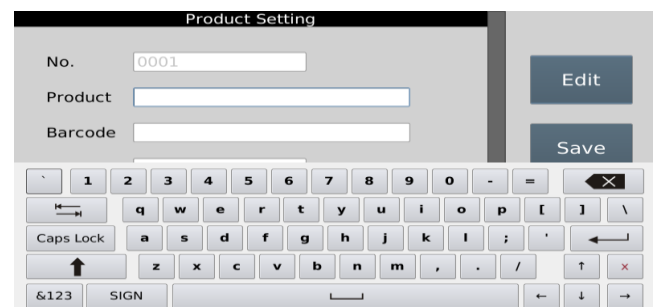 Product Setting
No. 0001
Edit
Product
Barcode
Save
` 1 2 3 4 5 6 7 8 9 0 - =
q w e r t y u i o p [ ] \
Caps Lock a s d f g h j k l ; '
z x c v b n m , . / ↑ ×
&123 SIGN ← ↓ →